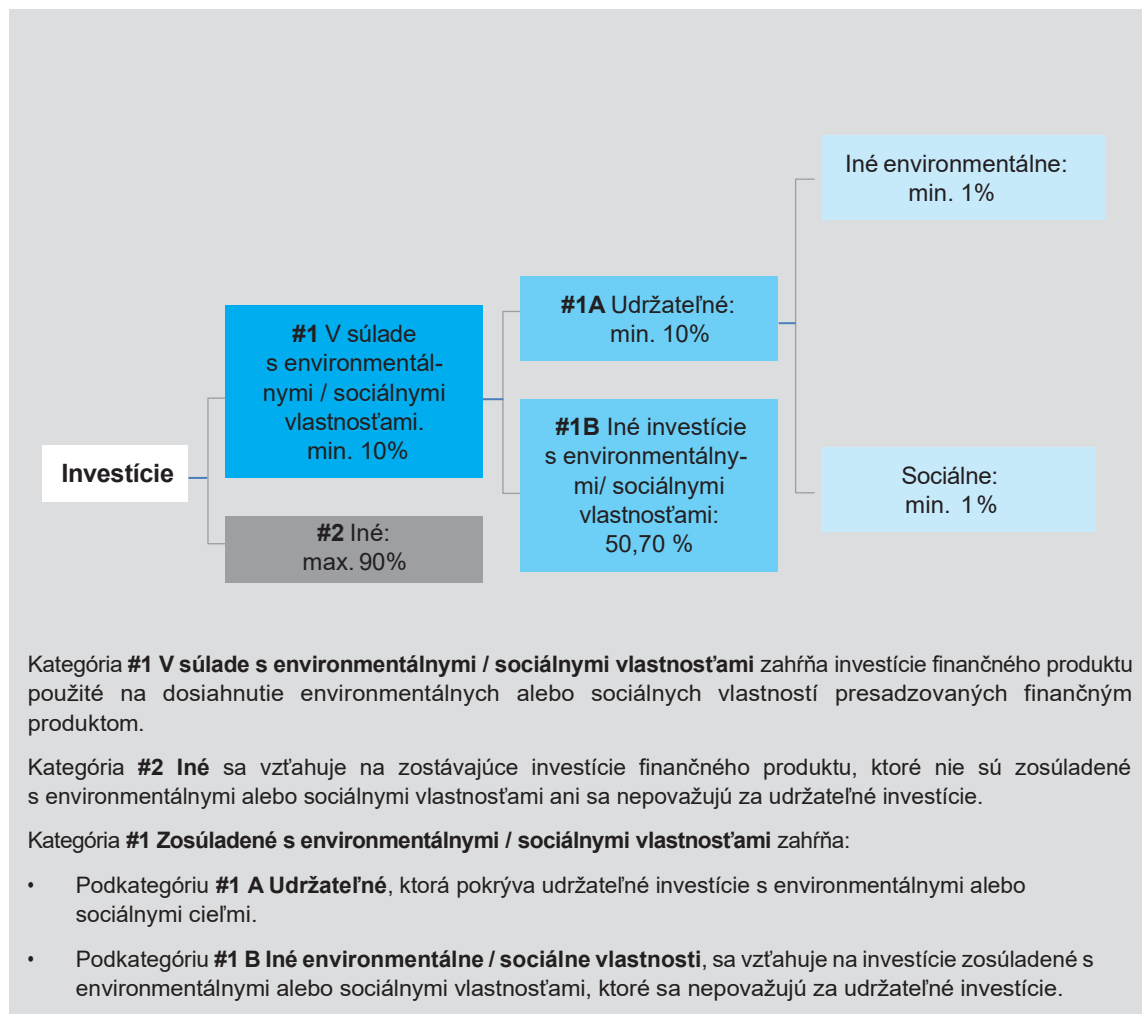 Iné environmentálne:
min. 1%
#1A Udržateľné:
min. 10%
#1 V súlade
s environmentál-
nymi / sociálnymi
vlastnosťami.
min. 10%
#1B Iné investície
s environmentálny-
mi/ sociálnymi
vlastnosťami:
50,70 %
Investície
Sociálne:
min. 1%
#2 Iné:
max. 90%
Kategória #1 V súlade s environmentálnymi / sociálnymi vlastnosťami zahŕňa investície finančného produktu
použité na dosiahnutie environmentálnych alebo sociálnych vlastností presadzovaných finančným
produktom.
Kategória #2 Iné sa vzťahuje na zostávajúce investície finančného produktu, ktoré nie sú zosúladené
s environmentálnymi alebo sociálnymi vlastnosťami ani sa nepovažujú za udržateľné investície.
Kategória #1 Zosúladené s environmentálnymi / sociálnymi vlastnosťami zahŕňa:
• Podkategóriu #1 A Udržateľné, ktorá pokrýva udržateľné investície s environmentálnymi alebo
sociálnymi cieľmi.
• Podkategóriu #1 B Iné environmentálne / sociálne vlastnosti, sa vzťahuje na investície zosúladené s
environmentálnymi alebo sociálnymi vlastnosťami, ktoré sa nepovažujú za udržateľné investície.